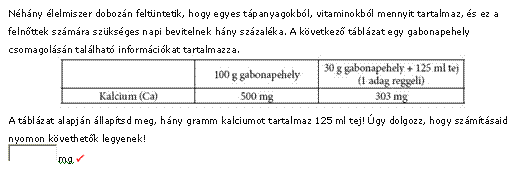 Néhány élelmiszer dobozán feltüntetik, hogy egyes tápanyagokból, vitaminokból mennyit tartalmaz, és ez a
felnőttek számára szükséges napi bevitelnek hány százaléka. A következő táblázat egy gabonapehely
csomagolásán található információkat tartalmazza.
100 g gabonapehely
30 g gabonapehely + 125 ml tej
(1 adag reggeli)
Kalcium (Ca) 500 mg 303 mg
A táblázat alapján állapítsd meg, hány gramm kalciumot tartalmaz 125 ml tej! Úgy dolgozz, hogy számításaid
nyomon követhetők legyenek!
mg